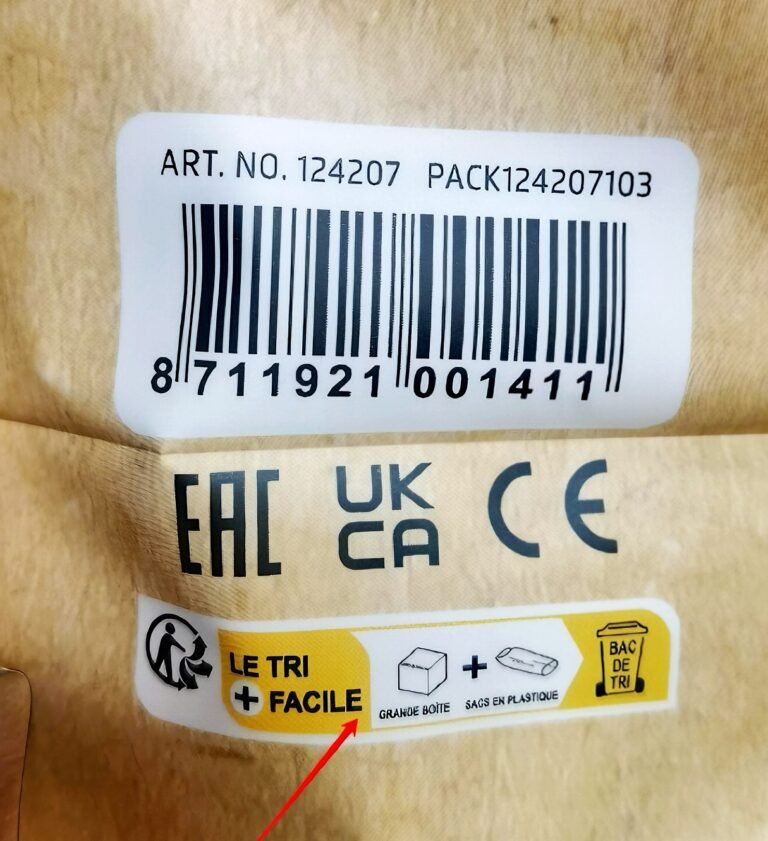 ART. NO. 124207 PACK124207103
8 711921 001411
EAC UK CA CE
LE TRI
+ FACILE
GRANDE BOÎTE + SACS EN PLASTIQUE
BAC
DE
TRI